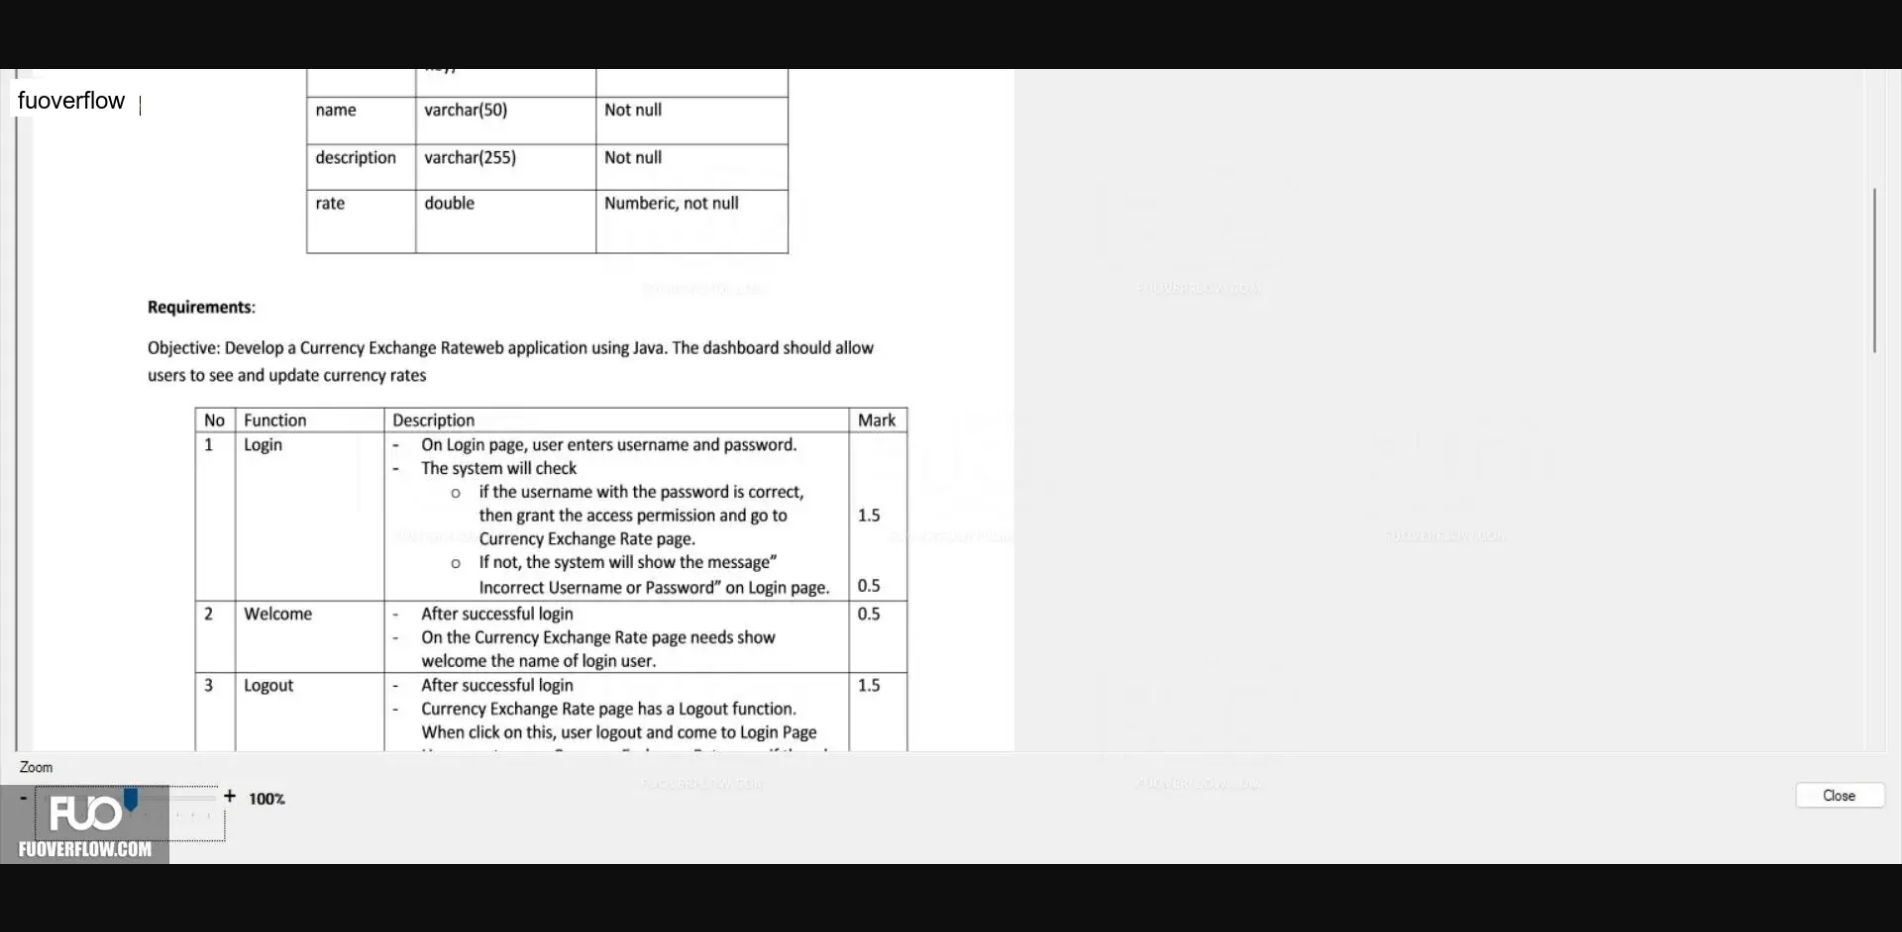 fuoverflow
name varchar(50) Not null
description varchar(255) Not null
rate double Numberic, not null
Requirements:
Objective: Develop a Currency Exchange Rateweb application using Java. The dashboard should allow
users to see and update currency rates
No Function Description Mark
1 Login - On Login page, user enters username and password.
- The system will check
o if the username with the password is correct,
then grant the access permission and go to 1.5
Currency Exchange Rate page.
o If not, the system will show the message"
Incorrect Username or Password" on Login page. 0.5
2 Welcome - After successful login 0.5
- On the Currency Exchange Rate page needs show
welcome the name of login user.
3 Logout - After successful login 1.5
- Currency Exchange Rate page has a Logout function.
When click on this, user logout and come to Login Page
Zoom
- + 100%
Close
FUO
FUOVERFLOW.COM